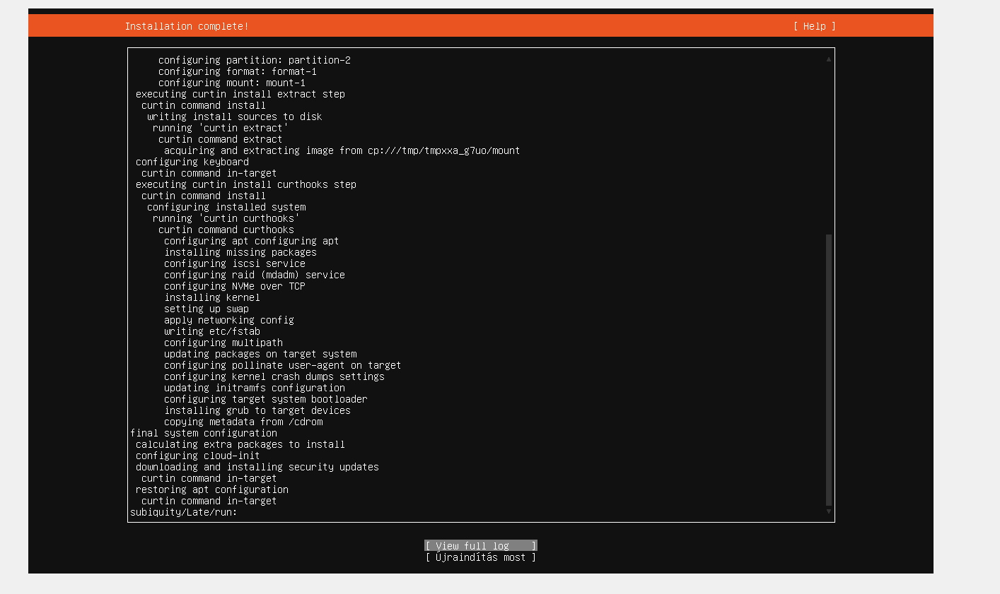 Installation complete! [ Help ]
configuring partition: partition-2
configuring format: format-1
configuring mount: mount-1
executing curtin install extract step
curtin command install
writing install sources to disk
running 'curtin extract'
curtin command extract
acquiring and extracting image from cp:///tmp/tmpxxa_g7uo/mount
configuring keyboard
curtin command in-target
executing curtin install curthooks step
curtin command install
configuring installed system
running 'curtin curthooks'
curtin command curthooks
configuring apt configuring apt
installing missing packages
configuring iscsi service
configuring raid (mdadm) service
configuring NVMe over TCP
installing kernel
setting up swap
apply networking config
writing etc/fstab
configuring multipath
updating packages on target system
configuring pollinate user-agent on target
configuring kernel crash dumps settings
updating initramfs configuration
configuring target system bootloader
installing grub to target devices
copying metadata from /cdrom
final system configuration
calculating extra packages to install
configuring cloud-init
downloading and installing security updates
curtin command in-target
restoring apt configuration
curtin command in-target
subiquity/Late/run:
[ View full log ]
[ Újraindítás most ]